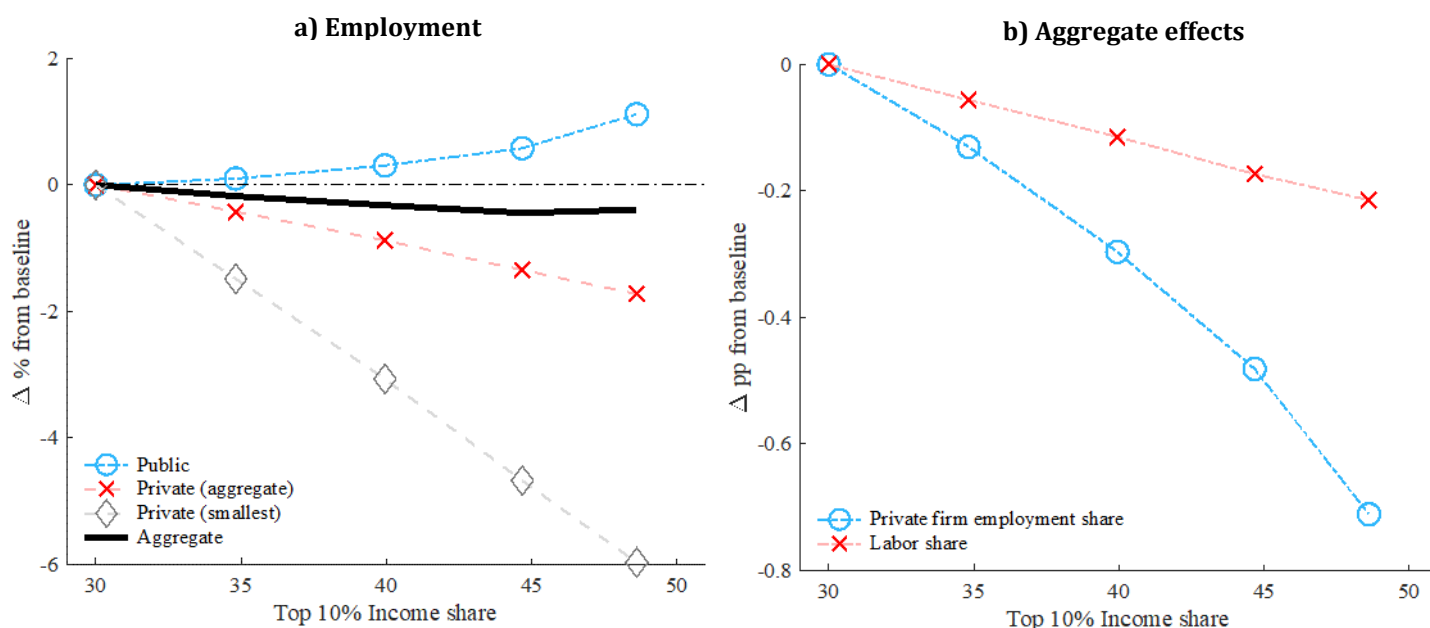 a) Employment
2
0
-2
-4
-6
Δ % from baseline
Public
Private (aggregate)
Private (smallest)
Aggregate
30 35 40 45 50
Top 10% Income share
b) Aggregate effects
0
-0.2
-0.4
-0.6
-0.8
Δ pp from baseline
Private firm employment share
Labor share
30 35 40 45 50
Top 10% Income share